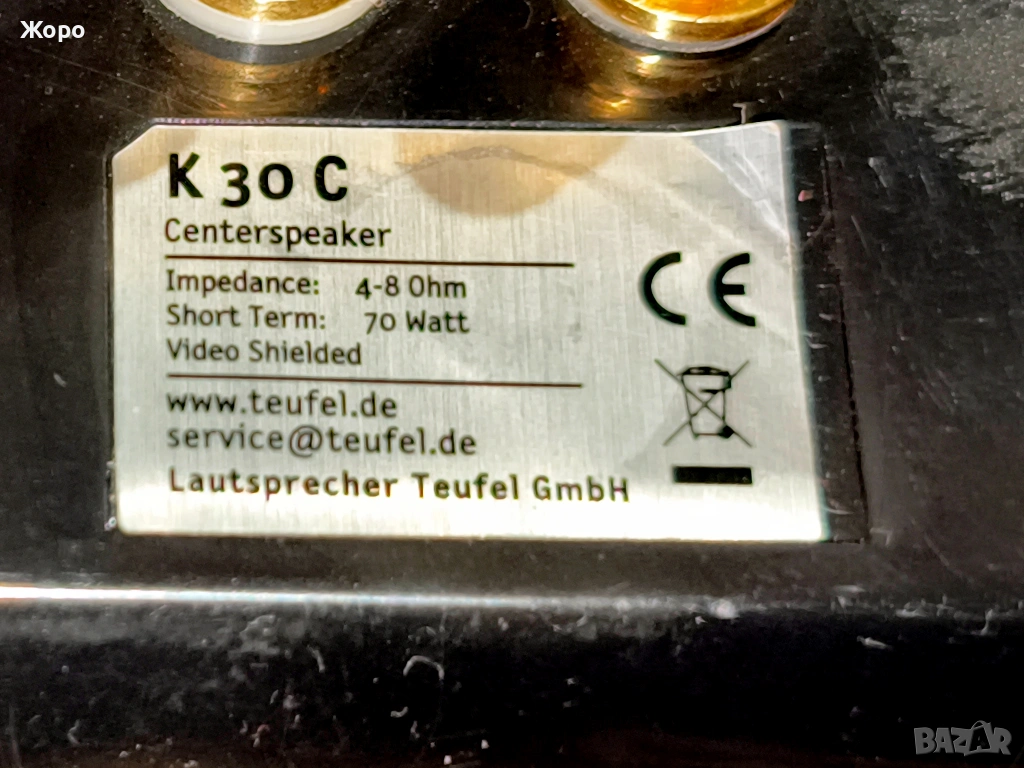 Жоро
K 30 C
Centerspeaker
Impedance: 4-8 Ohm
Short Term: 70 Watt
Video Shielded
www.teufel.de
service@teufel.de
Lautsprecher Teufel GmbH
CE
BAZAR